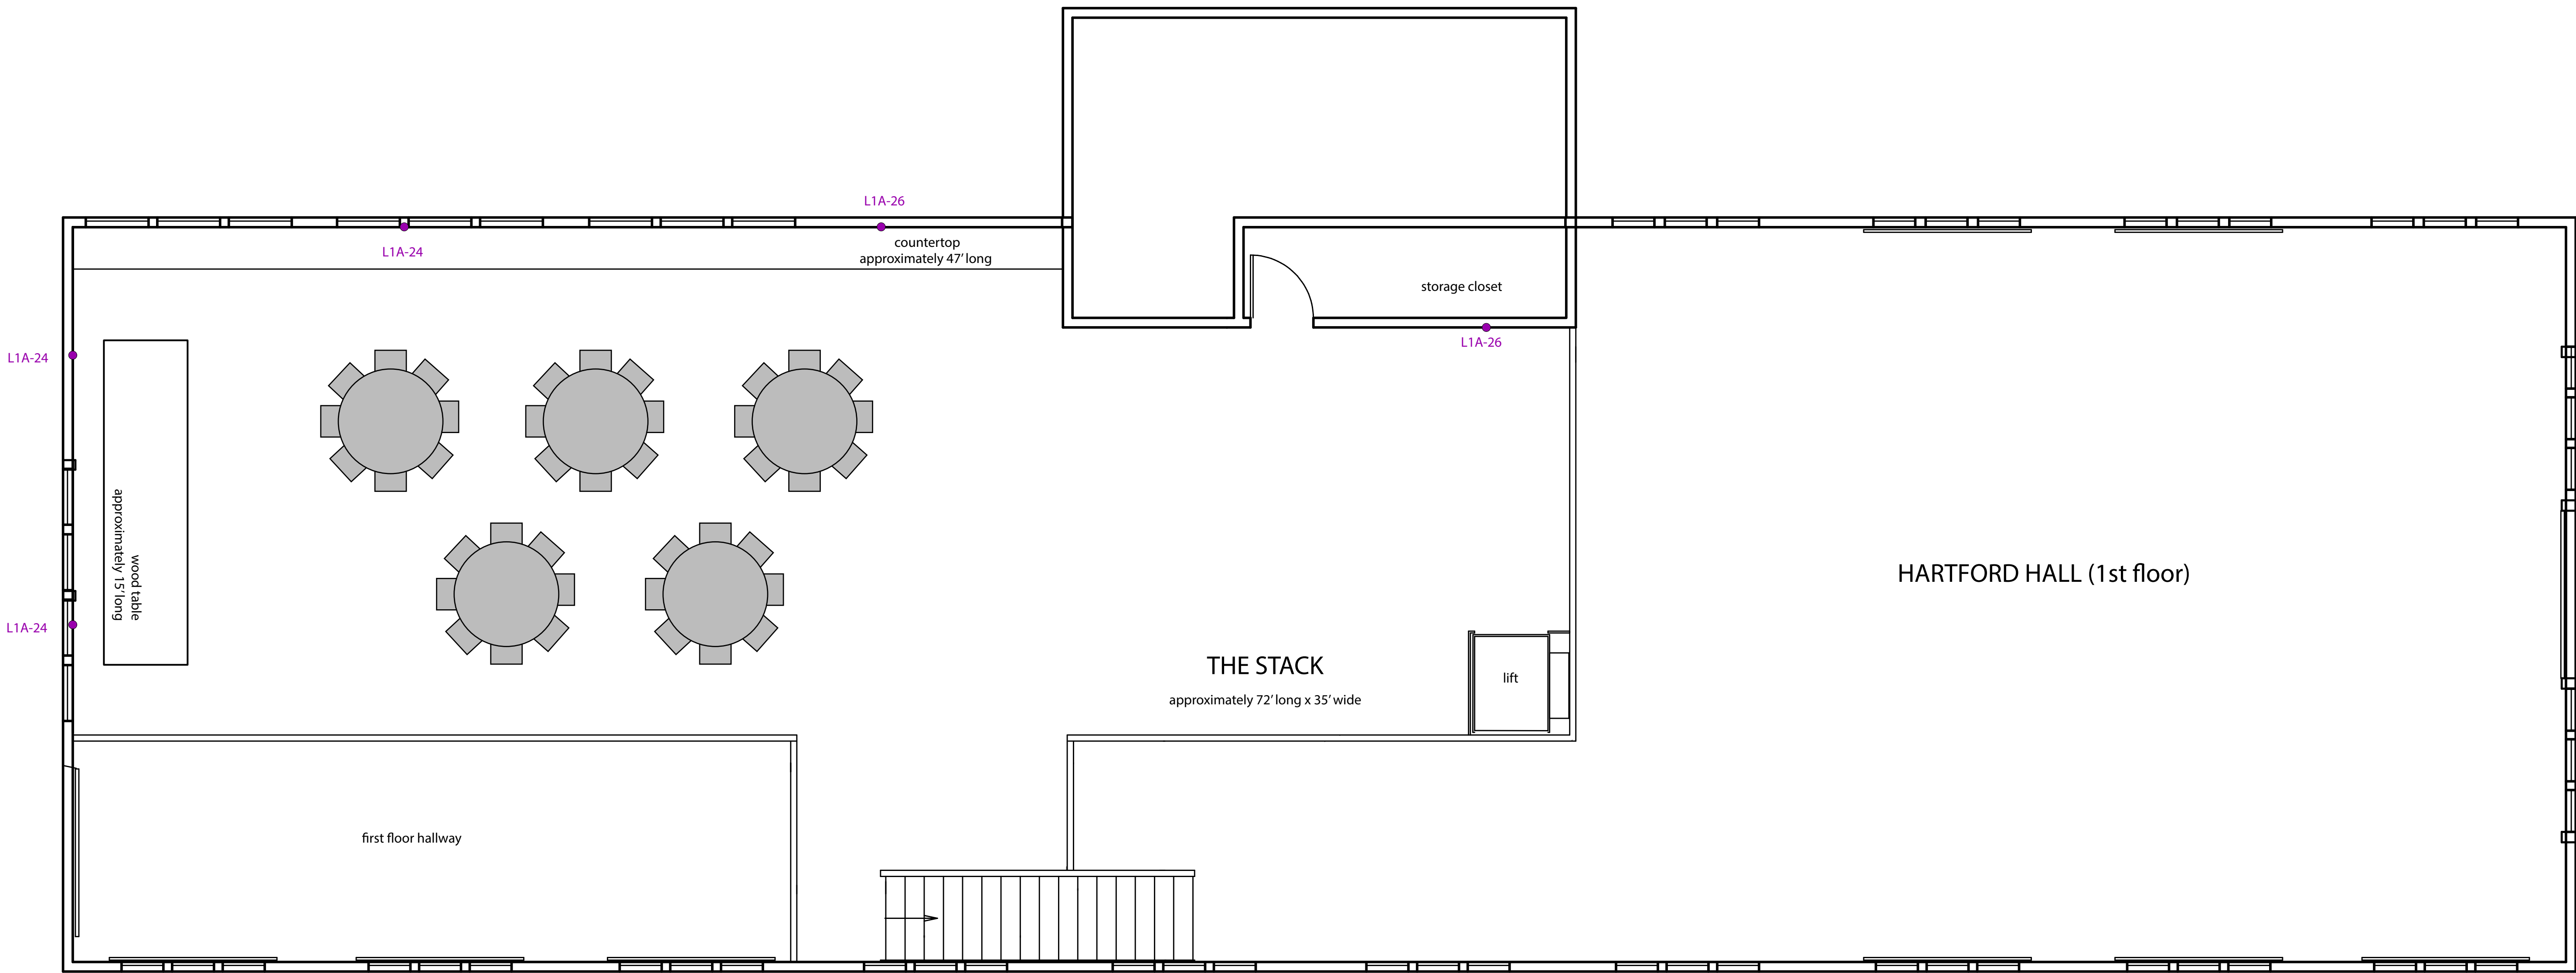 L1A-26
L1A-24
countertop
approximately 47’ long
storage closet
L1A-26
L1A-24
wood table
approximately 15’ long
HARTFORD HALL (1st floor)
L1A-24
THE STACK
approximately 72’ long x 35’ wide
lift
first floor hallway